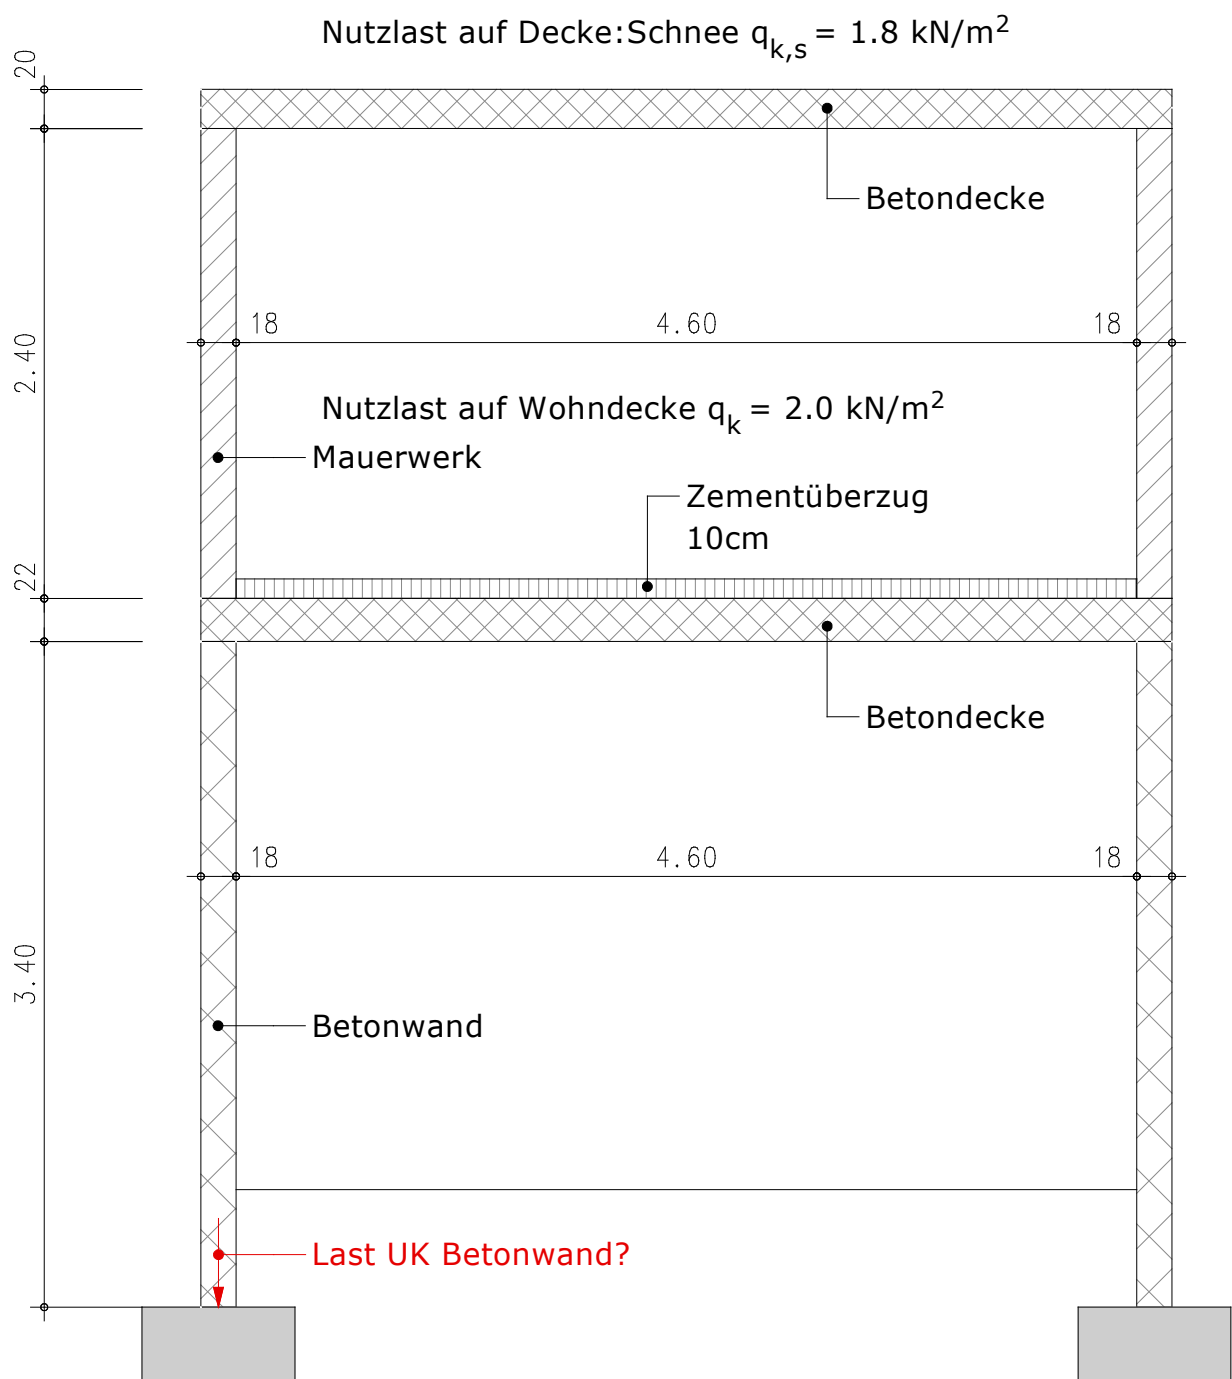 Nutzlast auf Decke:Schnee qk,s = 1.8 kN/m2
20
Betondecke
18 4.60 18
2.40
Nutzlast auf Wohndecke qk = 2.0 kN/m2
Mauerwerk
Zementüberzug
10cm
22
Betondecke
18 4.60 18
3.40
Betonwand
Last UK Betonwand?